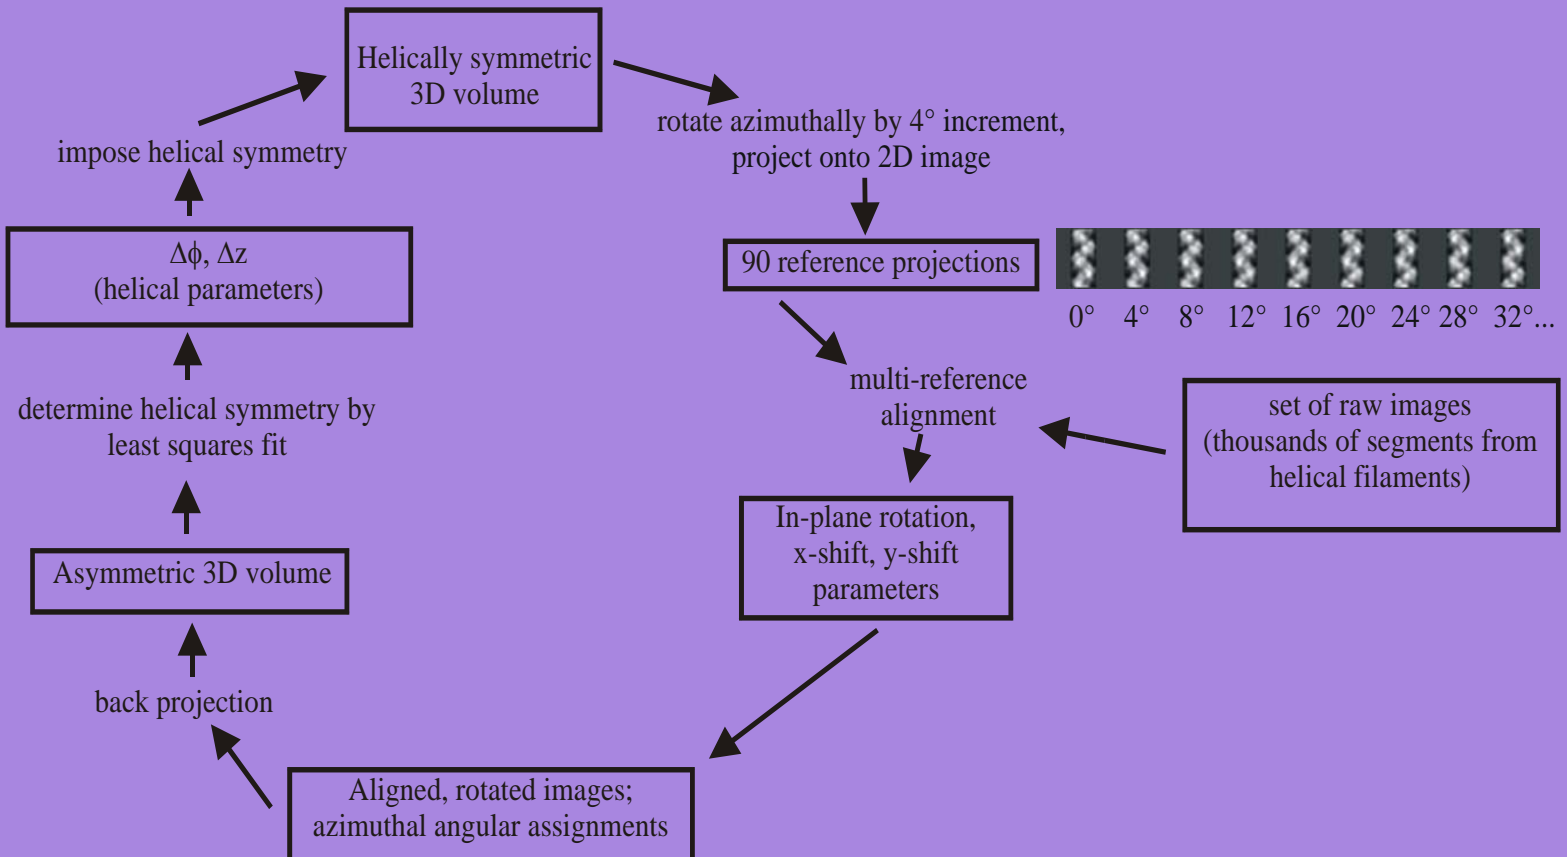 Helically symmetric
3D volume
rotate azimuthally by 4° increment,
project onto 2D image
90 reference projections
0° 4° 8° 12° 16° 20° 24° 28° 32°...
multi-reference
alignment
set of raw images
(thousands of segments from
helical filaments)
In-plane rotation,
x-shift, y-shift
parameters
Aligned, rotated images;
azimuthal angular assignments
back projection
Asymmetric 3D volume
determine helical symmetry by
least squares fit
Δϕ, Δz
(helical parameters)
impose helical symmetry